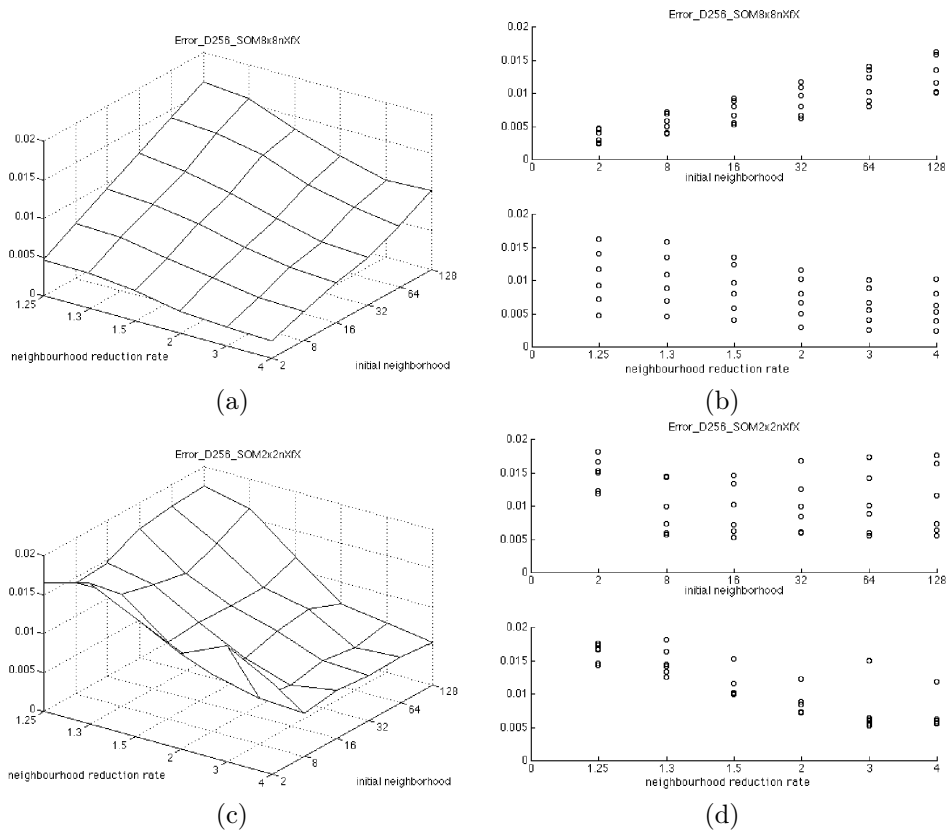 Error_D256_SOM8x8nXfX
0.02
0.015
0.01
0.005
0
1.25
1.3
1.5
2
3
4
2
8
16
32
64
128
neighbourhood reduction rate
initial neighborhood
(a)
Error_D256_SOM8x8nXfX
0.02
0.015
0.01
0.005
0
0 2 8 16 32 64 128
initial neighborhood
0.02
0.015
0.01
0.005
0
0 1.25 1.3 1.5 2 3 4
neighbourhood reduction rate
(b)
Error_D256_SOM2x2nXfX
0.02
0.015
0.01
0.005
0
1.25
1.3
1.5
2
3
4
2
8
16
32
64
128
neighbourhood reduction rate
initial neighborhood
(c)
Error_D256_SOM2x2nXfX
0.02
0.015
0.01
0.005
0
0 2 8 16 32 64 128
initial neighborhood
0.02
0.015
0.01
0.005
0
0 1.25 1.3 1.5 2 3 4
neighbourhood reduction rate
(d)